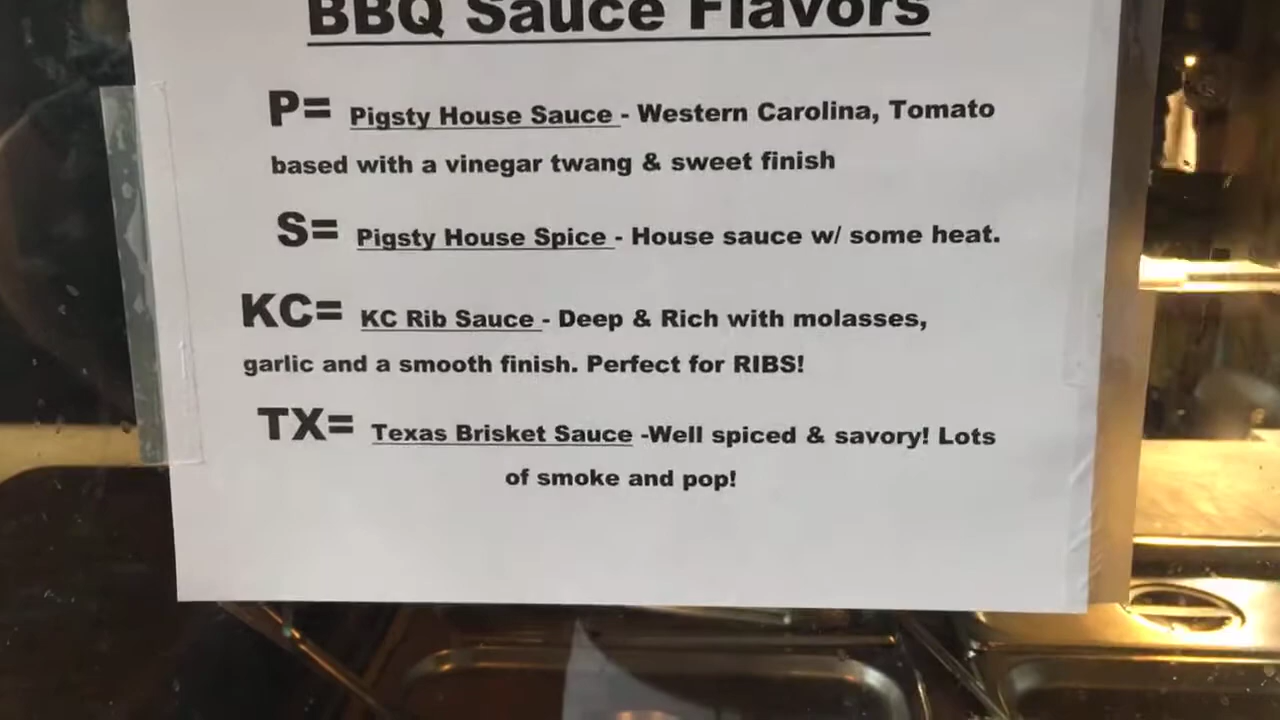 BBQ Sauce Flavors
P= Pigsty House Sauce - Western Carolina, Tomato
based with a vinegar twang & sweet finish
S= Pigsty House Spice - House sauce w/ some heat.
KC= KC Rib Sauce - Deep & Rich with molasses,
garlic and a smooth finish. Perfect for RIBS!
TX= Texas Brisket Sauce -Well spiced & savory! Lots
of smoke and pop!